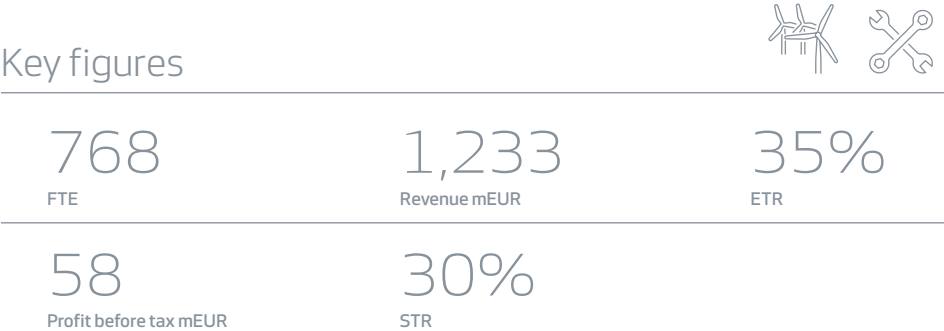 Key figures
768
FTE
1,233
Revenue mEUR
35%
ETR
58
Profit before tax mEUR
30%
STR